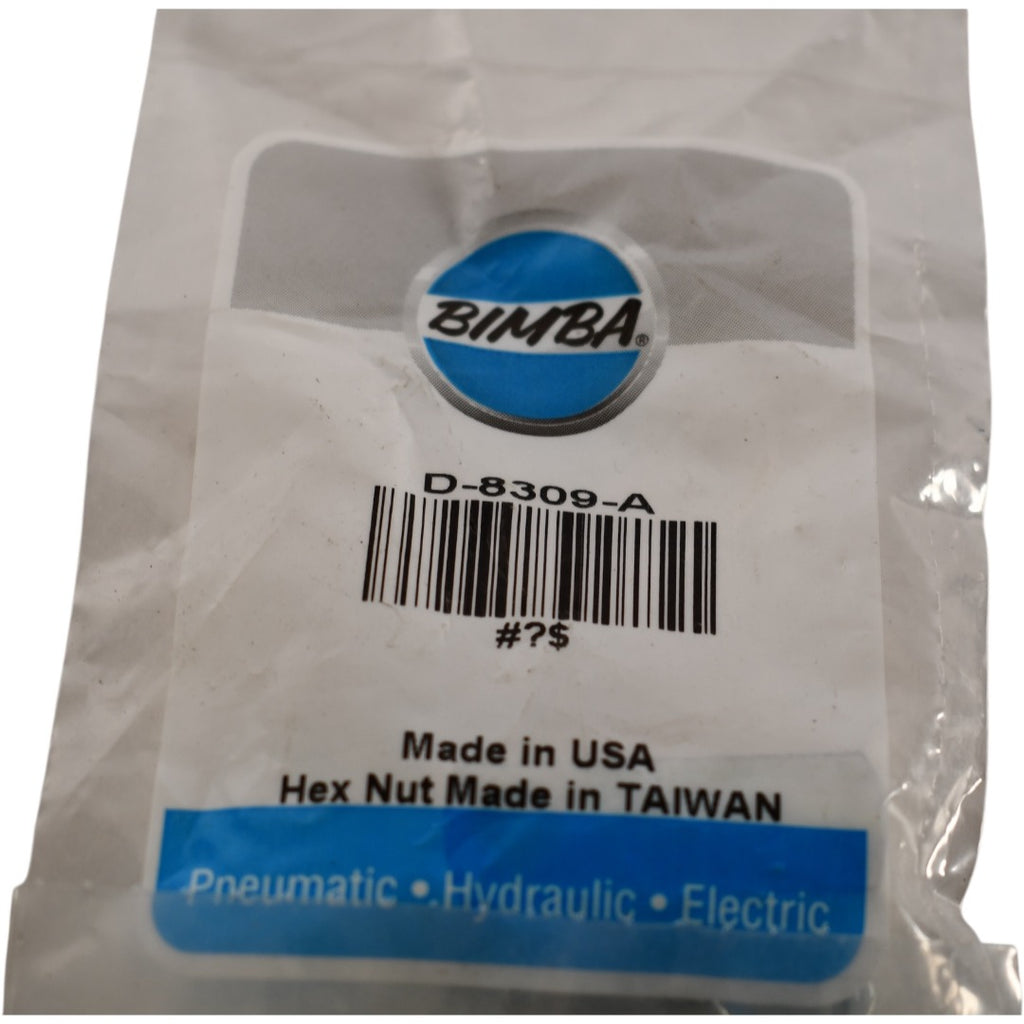 BIMBA®
D-8309-A
#?$
Made in USA
Hex Nut Made in TAIWAN
Pneumatic • Hydraulic • Electric